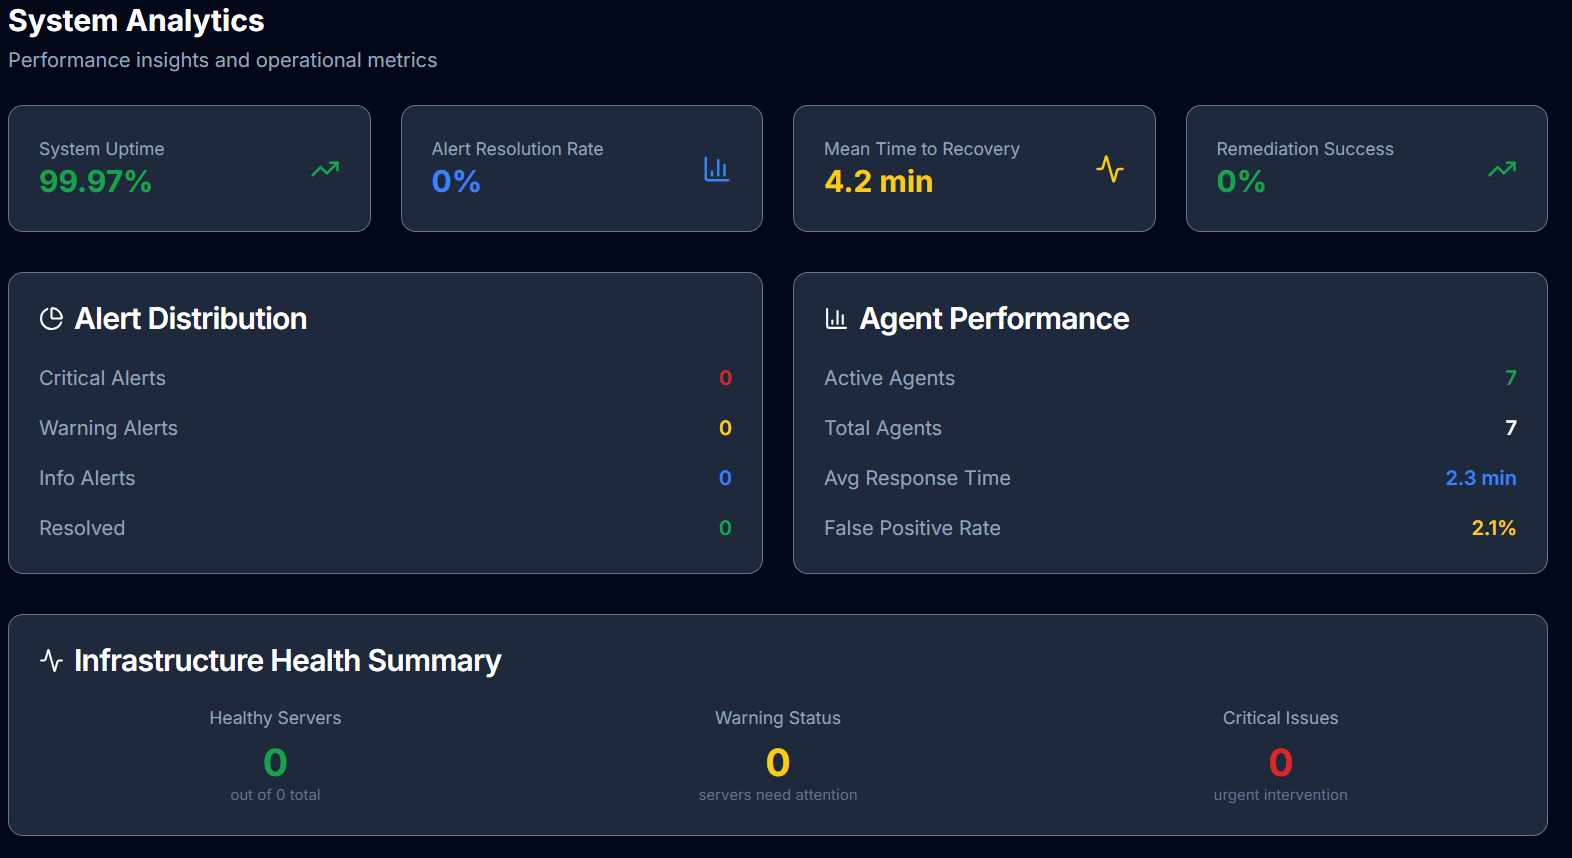 System Analytics
Performance insights and operational metrics
System Uptime
99.97%
Alert Resolution Rate
0%
Mean Time to Recovery
4.2 min
Remediation Success
0%
Alert Distribution
Critical Alerts 0
Warning Alerts 0
Info Alerts 0
Resolved 0
Agent Performance
Active Agents 7
Total Agents 7
Avg Response Time 2.3 min
False Positive Rate 2.1%
Infrastructure Health Summary
Healthy Servers
0
out of 0 total
Warning Status
0
servers need attention
Critical Issues
0
urgent intervention